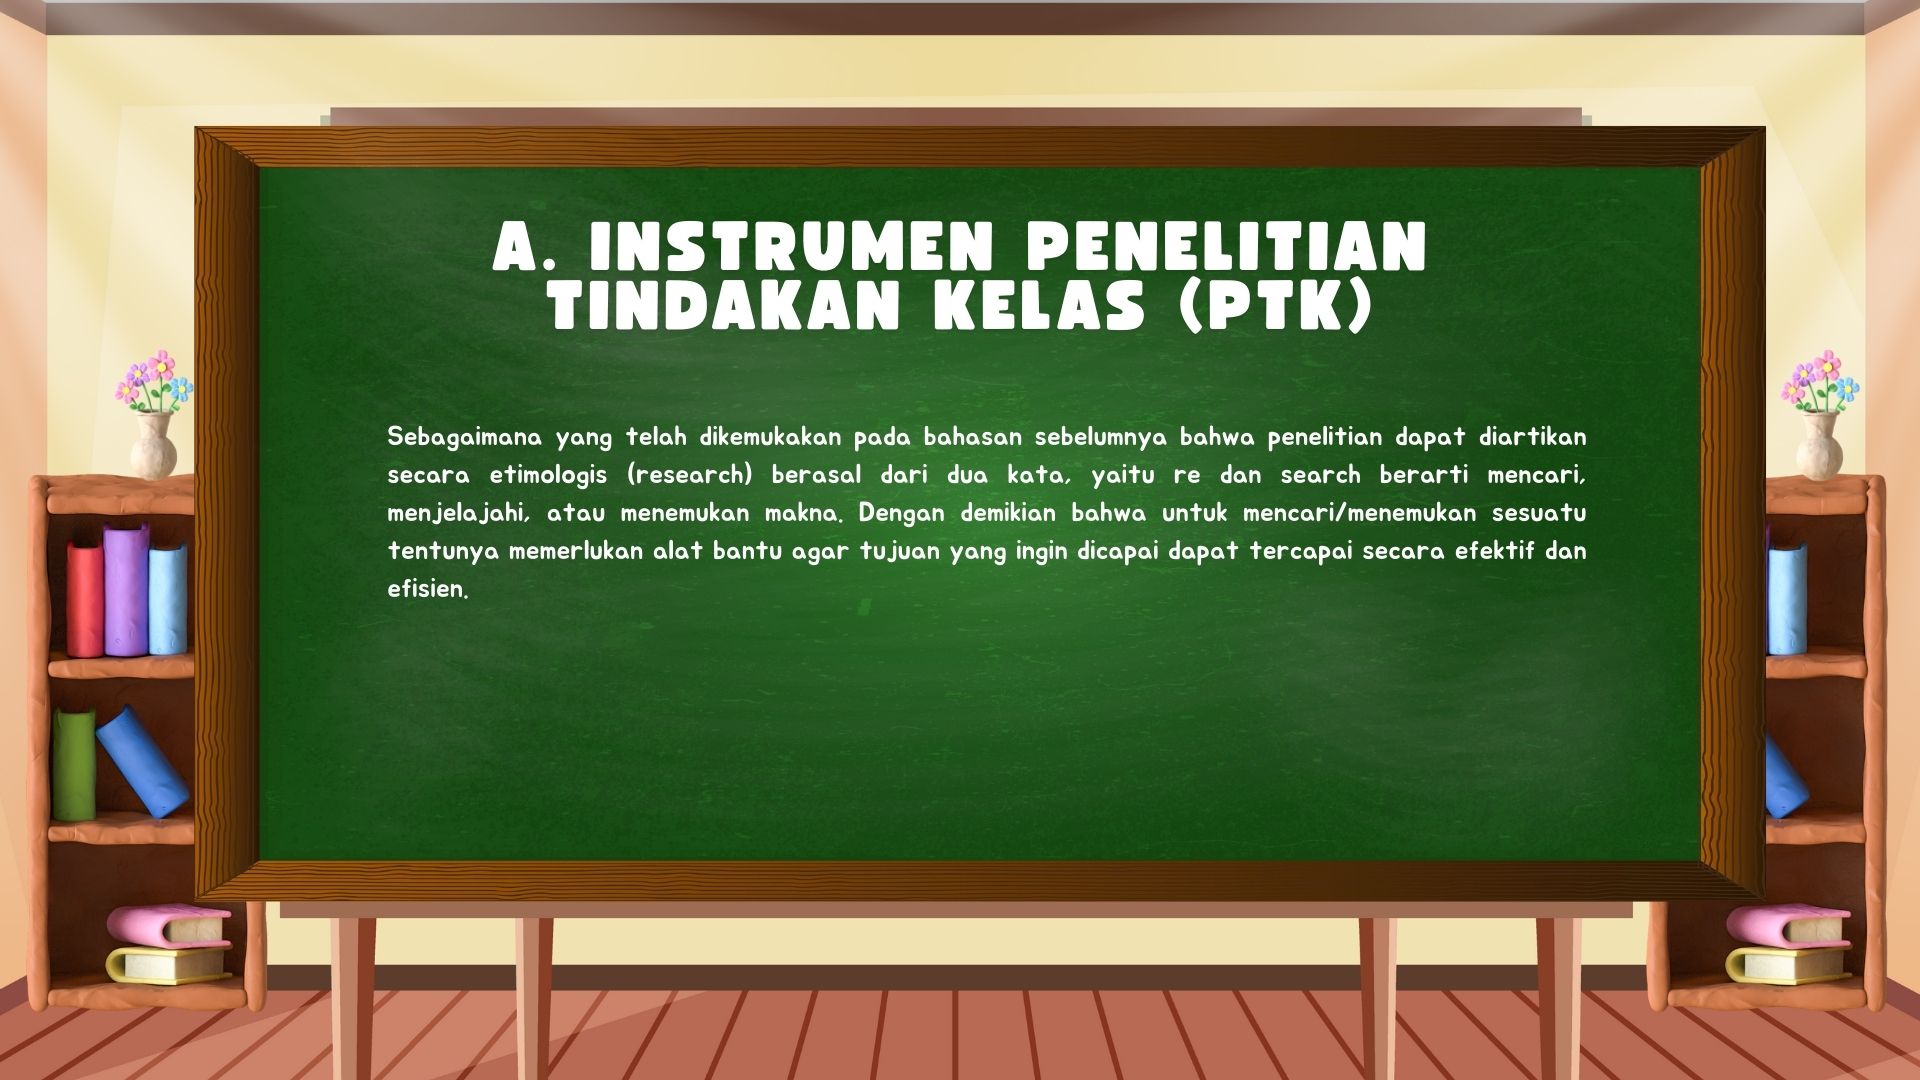 A. INSTRUMEN PENELITIAN
TINDAKAN KELAS (PTK)
Sebagaimana yang telah dikemukakan pada bahasan sebelumnya bahwa penelitian dapat diartikan
secara etimologis (research) berasal dari dua kata, yaitu re dan search berarti mencari,
menjelajahi, atau menemukan makna. Dengan demikian bahwa untuk mencari/menemukan sesuatu
tentunya memerlukan alat bantu agar tujuan yang ingin dicapai dapat tercapai secara efektif dan
efisien.